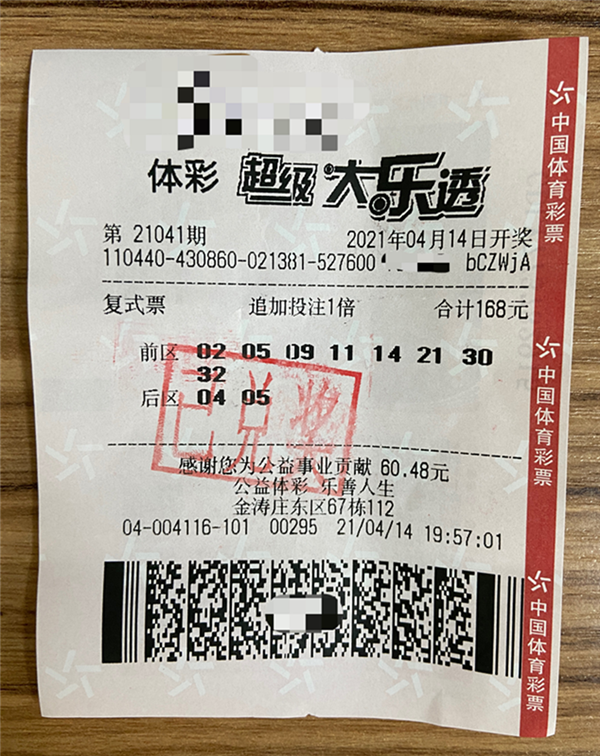 体彩 超级大乐透
第 21041期 2021年04月14日开奖
110440-430860-021381-527600 bCZWjA
复式票 追加投注1倍 合计168元
前区 02 05 09 11 14 21 30
32
后区 04 05
已兑奖
感谢您为公益事业贡献 60.48元
公益体彩 乐善人生
金涛庄东区67栋112
04-004116-101 00295 21/04/14 19:57:01
中国体育彩票
中国体育彩票
中国体育彩票